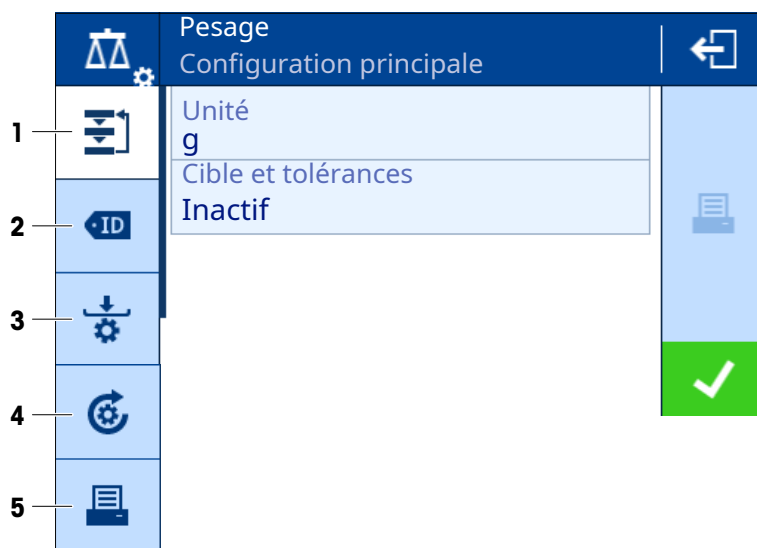 Pesage
Configuration principale
1
Unité
g
Cible et tolérances
Inactif
2
ID
3
4
5